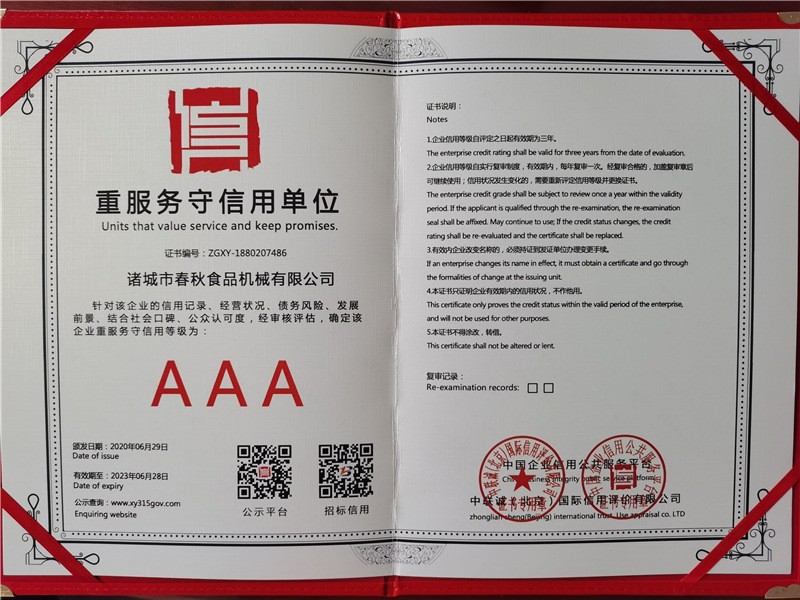 重服务守信用单位
Units that value service and keep promises.
证书编号：ZGXY-1880207486
诸城市春秋食品机械有限公司
针对该企业的信用记录、经营状况、债务风险、发展
前景、结合社会口碑、公众认可度，经审核评估，确定该
企业重服务守信用等级为：
AAA
颁发日期：2020年06月29日
Date of issue
有效期至：2023年06月28日
Date of expiry
公示查询：www.xy315gov.com
Enquiring website
公示平台
招标信用
证书说明：
Notes
1.企业信用等级自评定之日起有效期为三年。
The enterprise credit rating shall be valid for three years from the date of evaluation.
2.企业信用等级自实行复审制度，有效期内，每年复审一次。经复审合格的，加盖复审章后
可继续使用；信用状况发生变化的，需要重新评定信用等级并更换证书。
The enterprise credit grade shall be subject to review once a year within the validity
period. If the applicant is qualified through the re-examination, the re-examination
seal shall be affixed. May continue to use; If the credit status changes, the credit
rating shall be re-evaluated and the certificate shall be replaced.
3.有效内企业改变名称的，必须持证到发证单位办理变更手续。
If an enterprise changes its name in effect, it must obtain a certificate and go through
the formalities of change at the issuing unit.
4.本证书只证明企业有效期内的信用状况，不作他用。
This certificate only proves the credit status within the valid period of the enterprise,
and will not be used for other purposes.
5.本证书不得涂改，转借。
This certificate shall not be altered or lent.
复审记录：
Re-examination records: □ □
中国企业信用公共服务平台
integrity public service platform
中联诚（北京）国际信用评价有限公司
zhonglian sheng(Beijing) international trust Use appraisal co. LTD
证书专用章
证书专用章